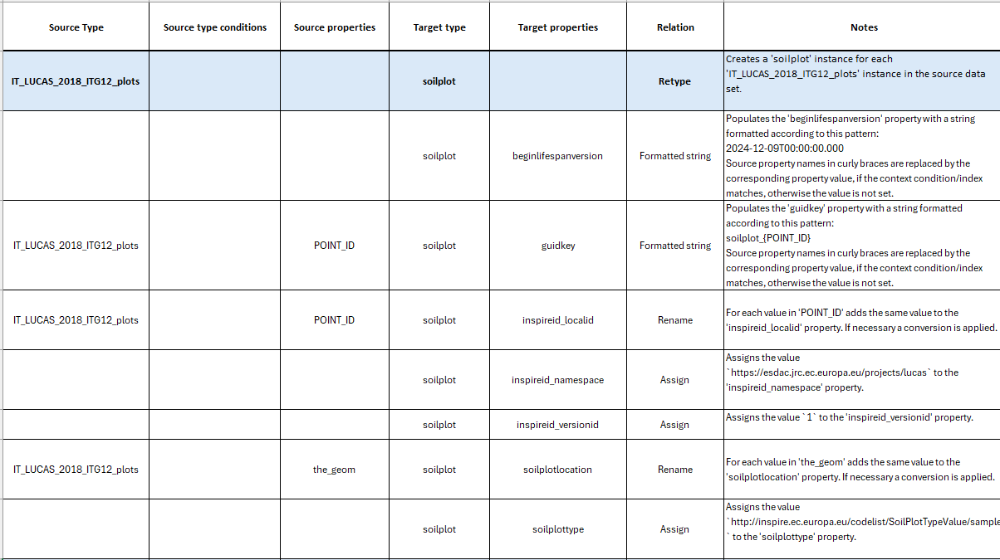 Source Type Source type conditions Source properties Target type Target properties Relation Notes
IT_LUCAS_2018_ITG12_plots soilplot Retype
Creates a 'soilplot' instance for each
'IT_LUCAS_2018_ITG12_plots' instance in the source data
set.
soilplot beginlifespanversion Formatted string
Populates the 'beginlifespanversion' property with a string
formatted according to this pattern:
2024-12-09T00:00:00.000
Source property names in curly braces are replaced by the
corresponding property value, if the context condition/index
matches, otherwise the value is not set.
IT_LUCAS_2018_ITG12_plots POINT_ID soilplot guidkey Formatted string
Populates the 'guidkey' property with a string formatted
according to this pattern:
soilplot_{POINT_ID}
Source property names in curly braces are replaced by the
corresponding property value, if the context condition/index
matches, otherwise the value is not set.
IT_LUCAS_2018_ITG12_plots POINT_ID soilplot inspireid_localid Rename
For each value in 'POINT_ID' adds the same value to the
'inspireid_localid' property. If necessary a conversion is applied.
soilplot inspireid_namespace Assign
Assigns the value
`https://esdac.jrc.ec.europa.eu/projects/lucas` to the
'inspireid_namespace' property.
soilplot inspireid_versionid Assign
Assigns the value `1` to the 'inspireid_versionid' property.
IT_LUCAS_2018_ITG12_plots the_geom soilplot soilplotlocation Rename
For each value in 'the_geom' adds the same value to the
'soilplotlocation' property. If necessary a conversion is applied.
soilplot soilplottype Assign
Assigns the value
`http://inspire.ec.europa.eu/codelist/SoilPlotTypeValue/sample
` to the 'soilplottype' property.